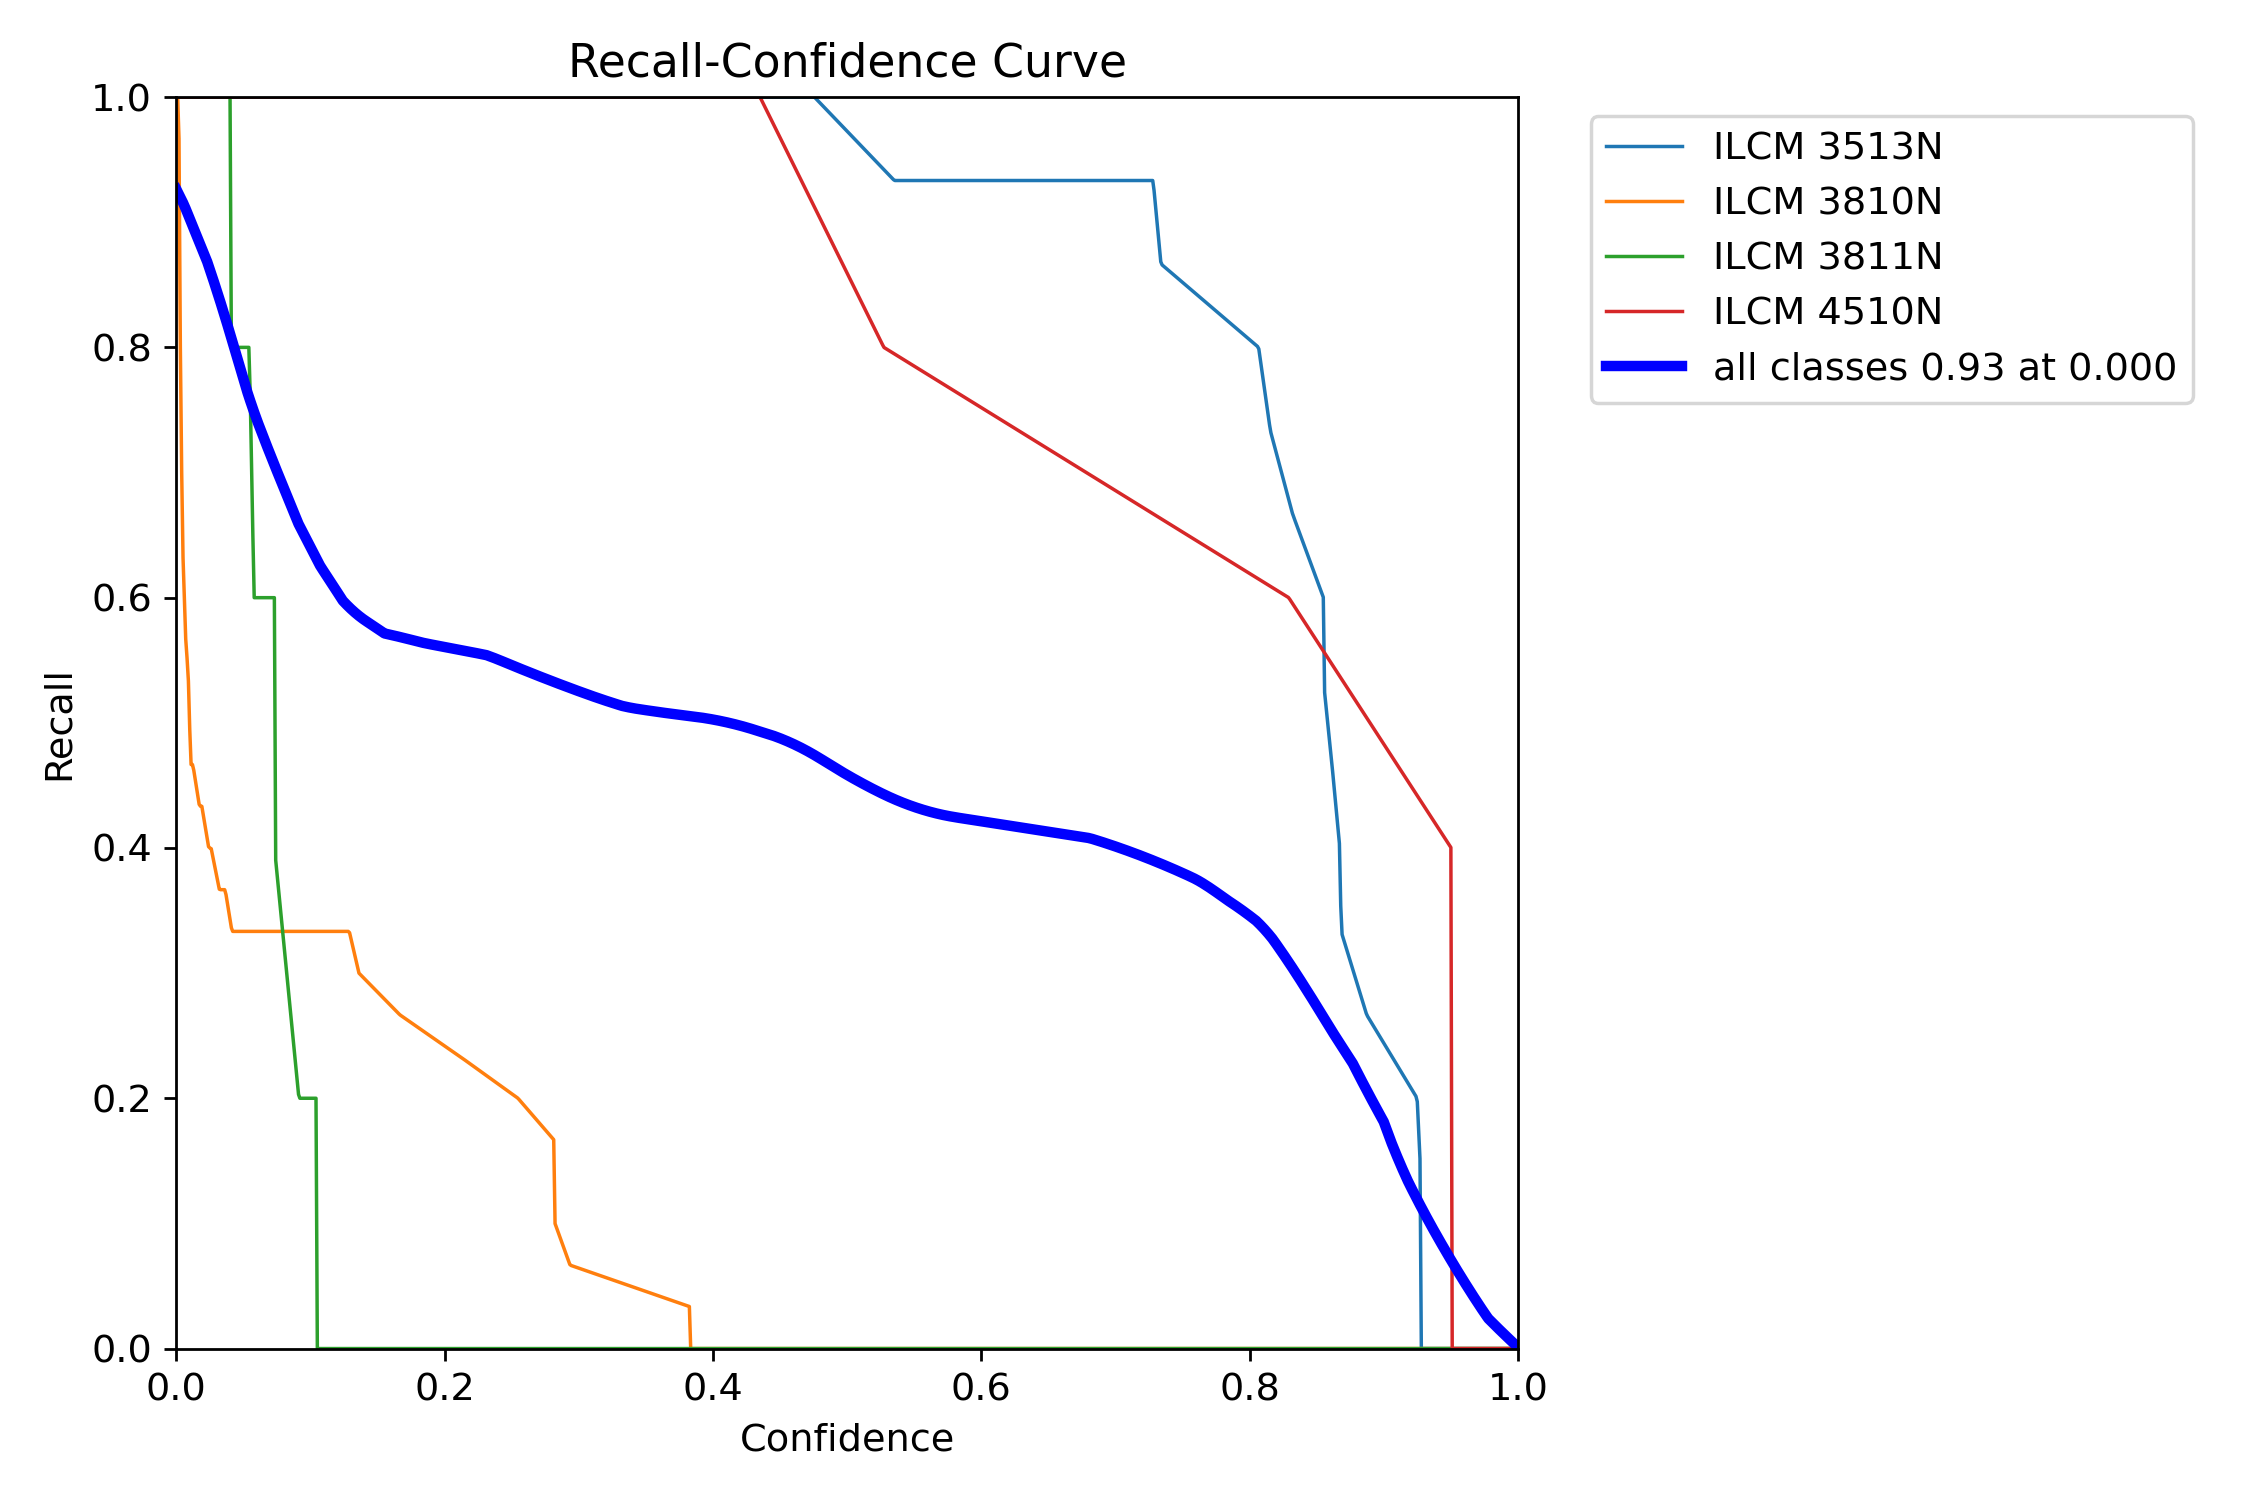 Recall-Confidence Curve
1.0
0.8
0.6
0.4
0.2
0.0
Recall
0.0 0.2 0.4 0.6 0.8 1.0
Confidence
ILCM 3513N
ILCM 3810N
ILCM 3811N
ILCM 4510N
all classes 0.93 at 0.000